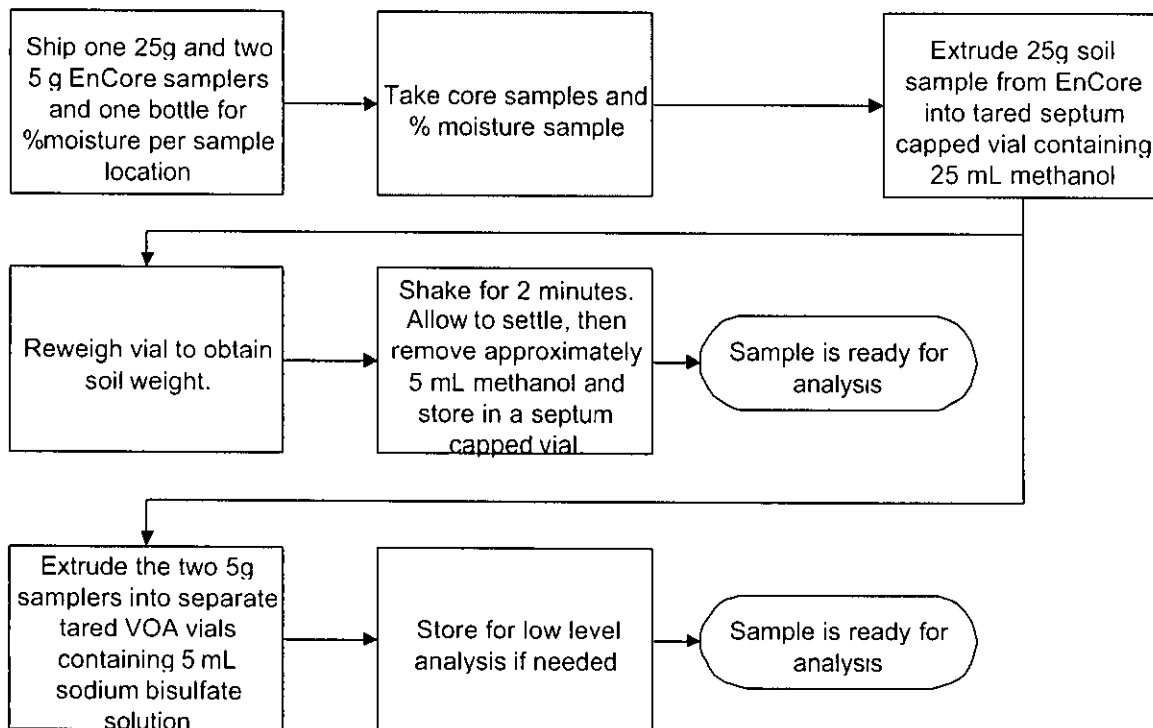 Ship one 25g and two
5 g EnCore samplers
and one bottle for
%moisture per sample
location
Take core samples and
% moisture sample
Extrude 25g soil
sample from EnCore
into tared septum
capped vial containing
25 mL methanol
Reweigh vial to obtain
soil weight.
Shake for 2 minutes.
Allow to settle, then
remove approximately
5 mL methanol and
store in a septum
capped vial.
Sample is ready for
analysis
Extrude the two 5g
samplers into separate
tared VOA vials
containing 5 mL
sodium bisulfate
solution
Store for low level
analysis if needed
Sample is ready for
analysis